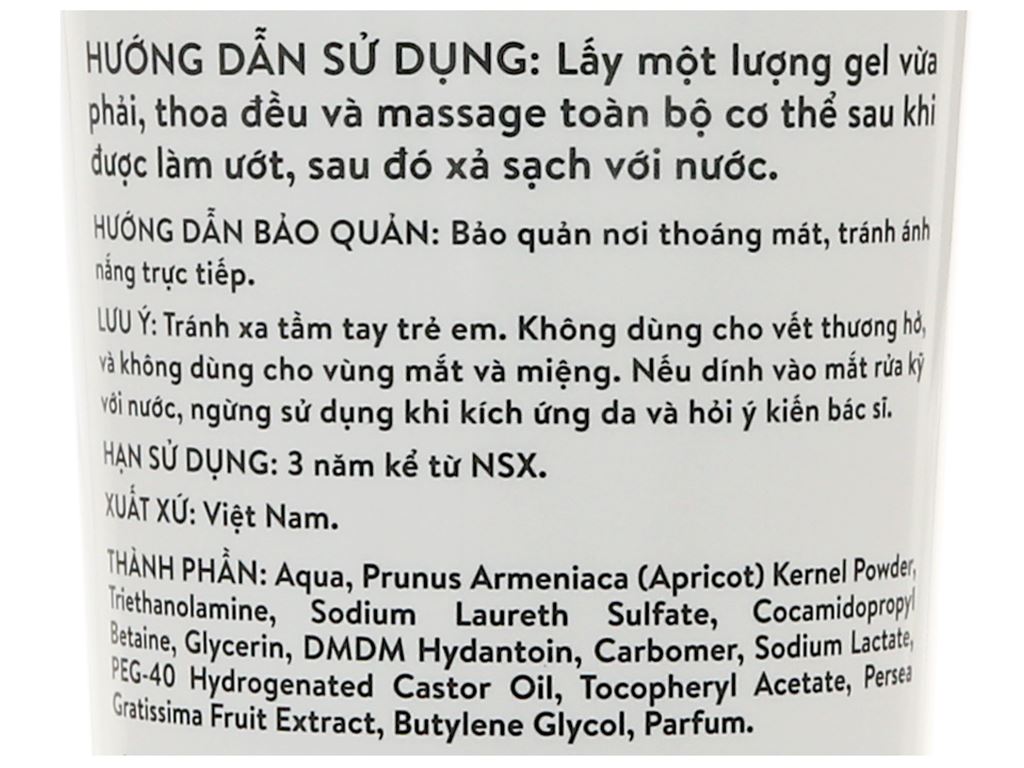 HƯỚNG DẪN SỬ DỤNG: Lấy một lượng gel vừa
phải, thoa đều và massage toàn bộ cơ thể sau khi
được làm ướt, sau đó xả sạch với nước.
HƯỚNG DẪN BẢO QUẢN: Bảo quản nơi thoáng mát, tránh ánh
nắng trực tiếp.
LƯU Ý: Tránh xa tầm tay trẻ em. Không dùng cho vết thương hở,
và không dùng cho vùng mắt và miệng. Nếu dính vào mắt rửa kỹ
với nước, ngừng sử dụng khi kích ứng da và hỏi ý kiến bác sĩ.
HẠN SỬ DỤNG: 3 năm kể từ NSX.
XUẤT XỨ: Việt Nam.
THÀNH PHẦN: Aqua, Prunus Armeniaca (Apricot) Kernel Powder,
Triethanolamine, Sodium Laureth Sulfate, Cocamidopropyl
Betaine, Glycerin, DMDM Hydantoin, Carbomer, Sodium Lactate,
PEG-40 Hydrogenated Castor Oil, Tocopheryl Acetate, Persea
Gratissima Fruit Extract, Butylene Glycol, Parfum.